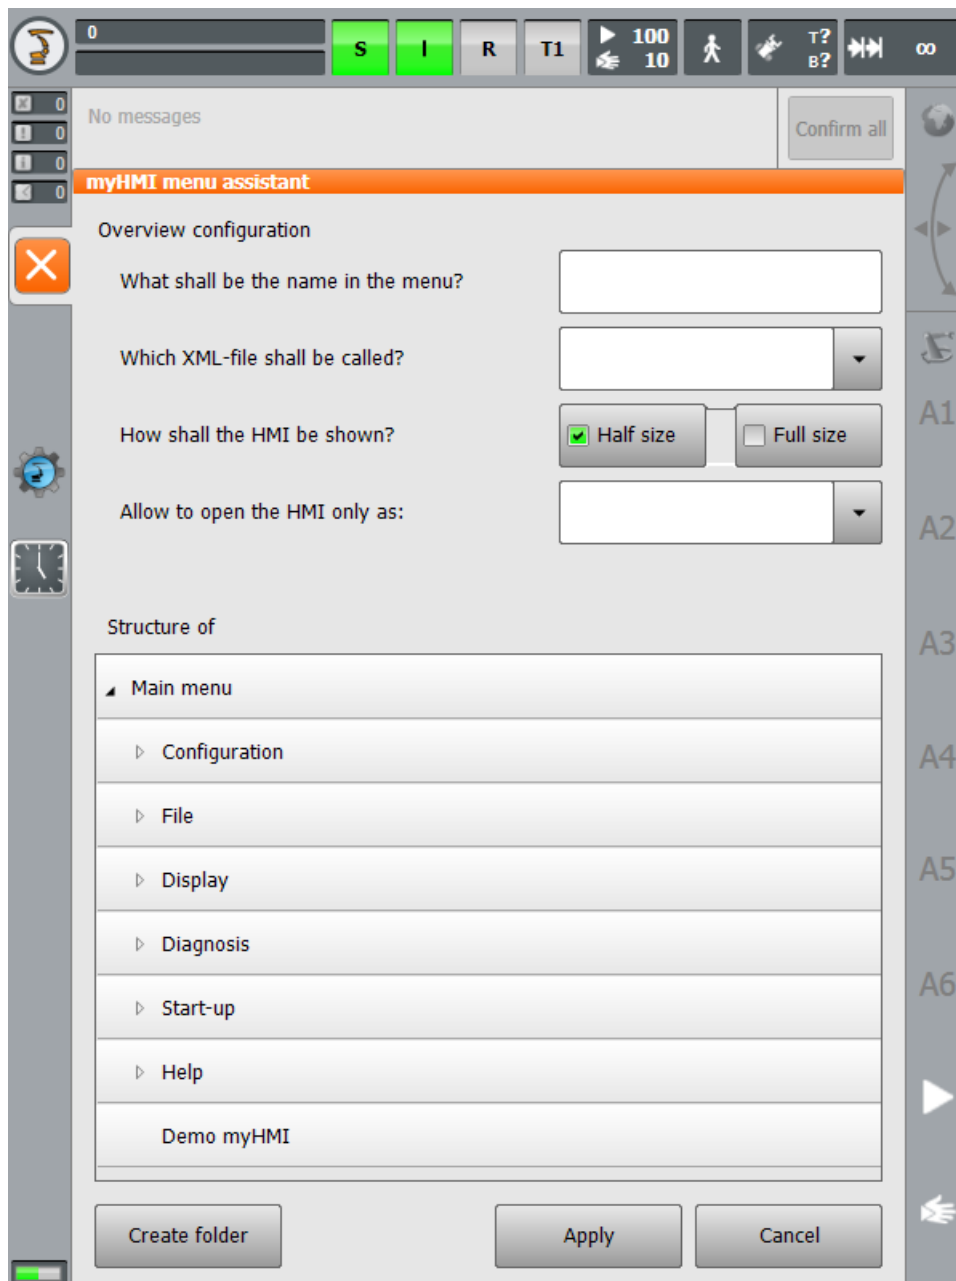 0
S I R T1 100 10 T? B? ∞
0
0
0
0
No messages
Confirm all
myHMI menu assistant
Overview configuration
What shall be the name in the menu?
Which XML-file shall be called?
How shall the HMI be shown?
Half size
Full size
Allow to open the HMI only as:
Structure of
Main menu
Configuration
File
Display
Diagnosis
Start-up
Help
Demo myHMI
Create folder
Apply
Cancel
A1
A2
A3
A4
A5
A6